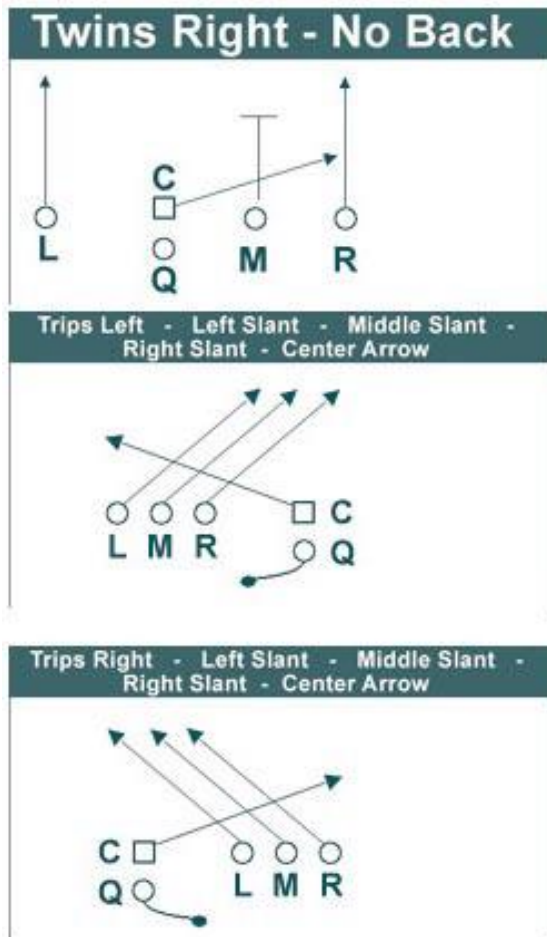 Twins Right - No Back
C
L Q M R
Trips Left - Left Slant - Middle Slant -
Right Slant - Center Arrow
C
L M R Q
Trips Right - Left Slant - Middle Slant -
Right Slant - Center Arrow
C
Q L M R